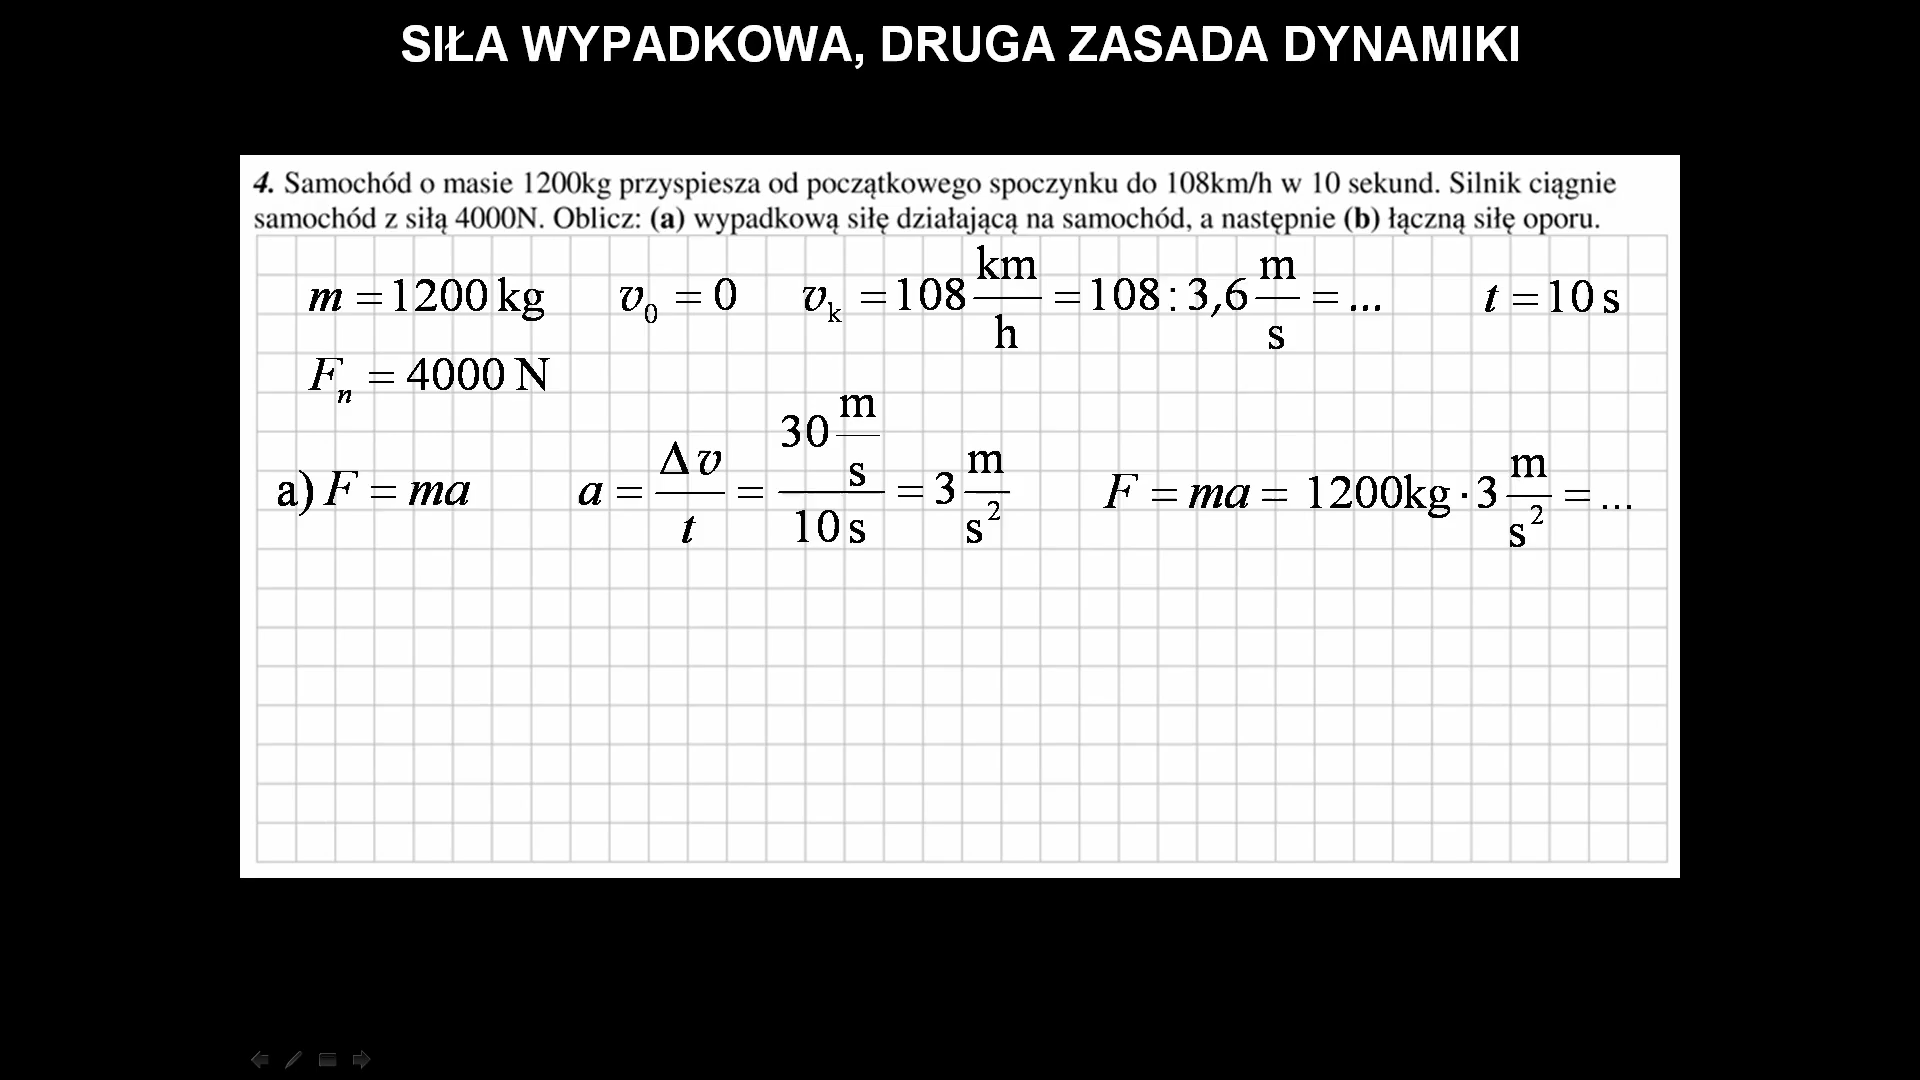 SIŁA WYPADKOWA, DRUGA ZASADA DYNAMIKI
4. Samochód o masie 1200kg przyspiesza od początkowego spoczynku do 108km/h w 10 sekund. Silnik ciągnie
samochód z siłą 4000N. Oblicz: (a) wypadkową siłę działającą na samochód, a następnie (b) łączną siłę oporu.
m = 1200 kg v₀ = 0 vₖ = 108 km/h = 108 : 3,6 m/s = ... t = 10 s
Fₙ = 4000 N
a) F = ma a = Δv/t = 30 m/s / 10 s = 3 m/s² F = ma = 1200kg · 3 m/s² = ...